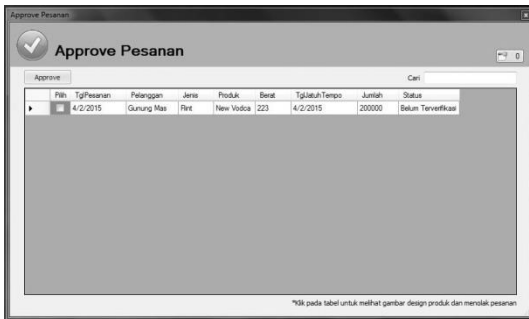 Approve Pesanan
Approve Pesanan
0
Approve Cari
Pilih TglPesanan Pelanggan Jenis Produk Berat TglJatuhTempo Jumlah Status
4/2/2015 Gunung Mas Flint New Vodca 223 4/2/2015 200000 Belum Terverifikasi
*Klik pada tabel untuk melihat gambar design produk dan menolak pesanan